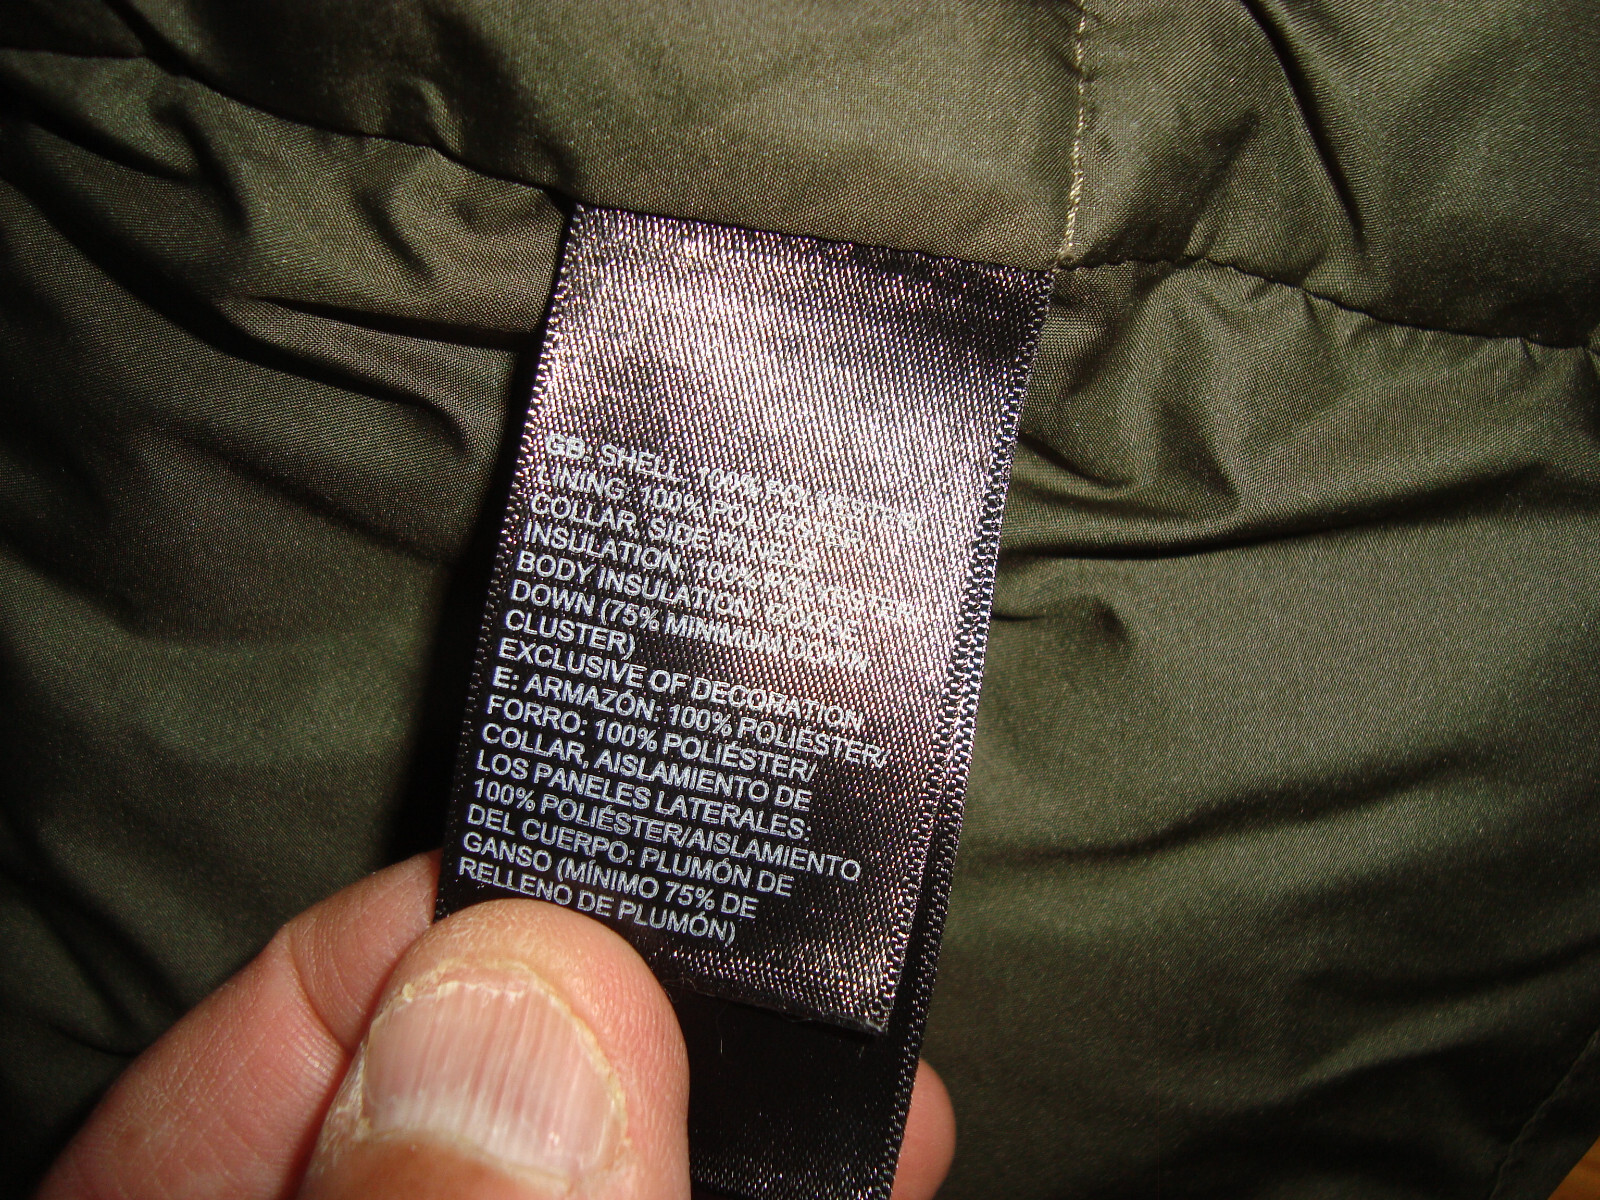 GB: SHELL: 100% POLYESTER/
LINING: 100% POLYESTER/
COLLAR, SIDE PANELS
INSULATION: 100% POLYESTER/
BODY INSULATION: GOOSE
DOWN (75% MINIMUM DOWN
CLUSTER)
EXCLUSIVE OF DECORATION
E: ARMAZÓN: 100% POLIÉSTER/
FORRO: 100% POLIÉSTER/
COLLAR, AISLAMIENTO DE
LOS PANELES LATERALES:
100% POLIÉSTER/AISLAMIENTO
DEL CUERPO: PLUMÓN DE
GANSO (MÍNIMO 75% DE
RELLENO DE PLUMÓN)